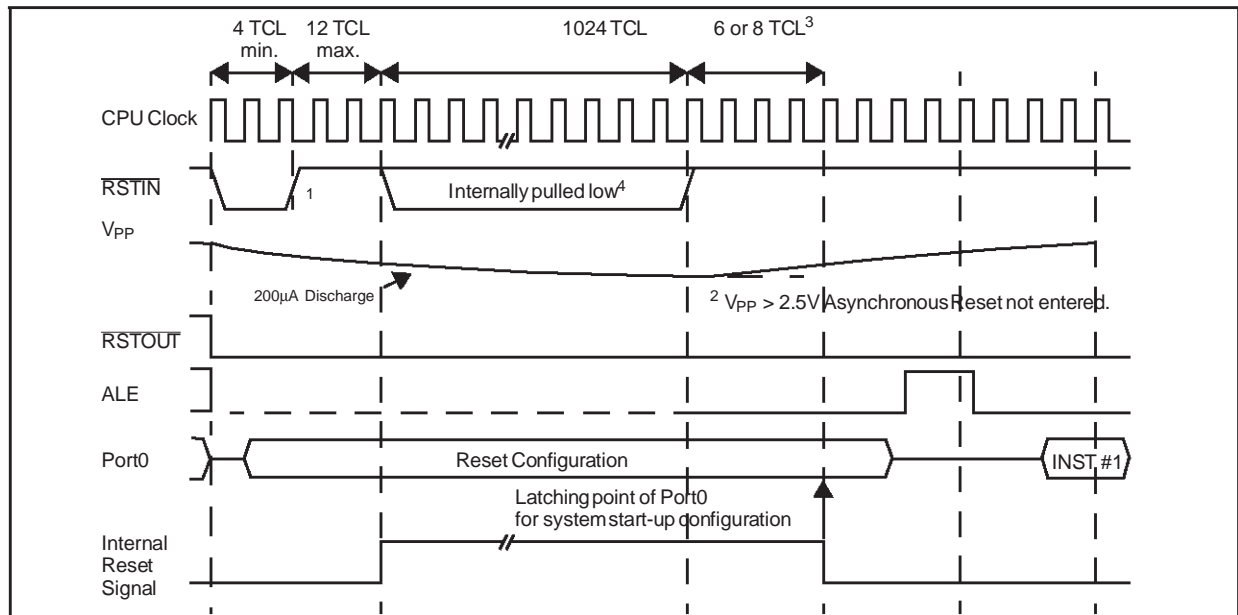 4 TCL 12 TCL 1024 TCL 6 or 8 TCL3
min. max.
CPU Clock
RSTIN
1
Internally pulled low4
VPP
200µA Discharge
2 VPP > 2.5V Asynchronous Reset not entered.
RSTOUT
ALE
Port0
Reset Configuration
INST #1
Latching point of Port0
for system start-up configuration
Internal
Reset
Signal